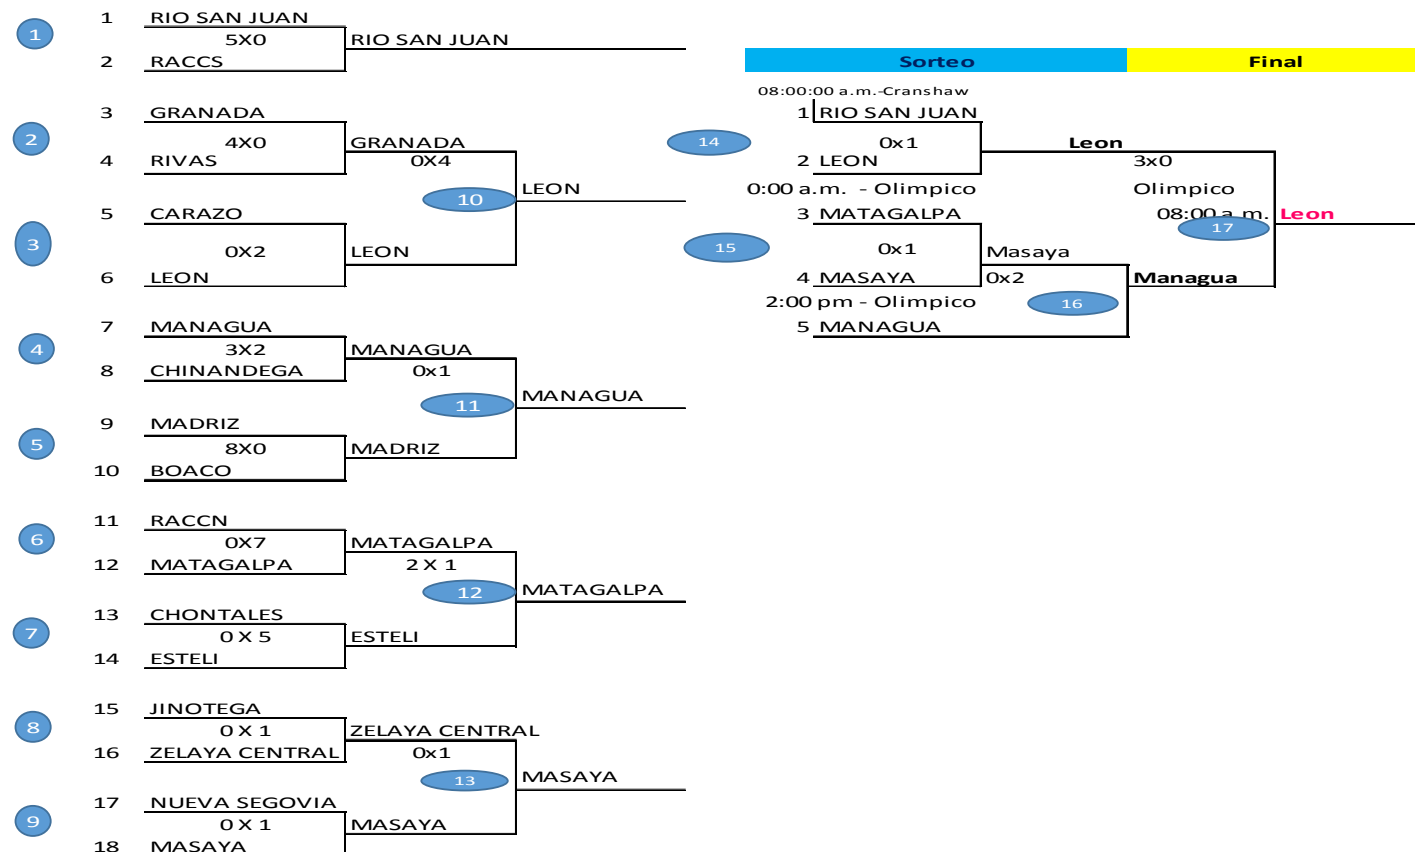 1 1 RIO SAN JUAN
5X0 RIO SAN JUAN
2 RACCS
3 GRANADA
2 4X0 GRANADA
4 RIVAS 0X4
10 LEON
5 CARAZO
3 0X2 LEON
6 LEON
7 MANAGUA
4 3X2 MANAGUA
8 CHINANDEGA 0x1
11 MANAGUA
9 MADRIZ
5 8X0 MADRIZ
10 BOACO
11 RACCN
6 0X7 MATAGALPA
12 MATAGALPA 2 X 1
12 MATAGALPA
13 CHONTALES
7 0 X 5 ESTELI
14 ESTELI
15 JINOTEGA
8 0 X 1 ZELAYA CENTRAL
16 ZELAYA CENTRAL 0x1
13 MASAYA
17 NUEVA SEGOVIA
9 0 X 1 MASAYA
18 MASAYA
Sorteo Final
08:00:00 a.m.-Cranshaw
1 RIO SAN JUAN
14 0x1 Leon
2 LEON 3x0
0:00 a.m. - Olimpico Olimpico
3 MATAGALPA 08:00 a.m. Leon
15 0x1 Masaya 17
4 MASAYA 0x2 Managua
2:00 pm - Olimpico 16
5 MANAGUA